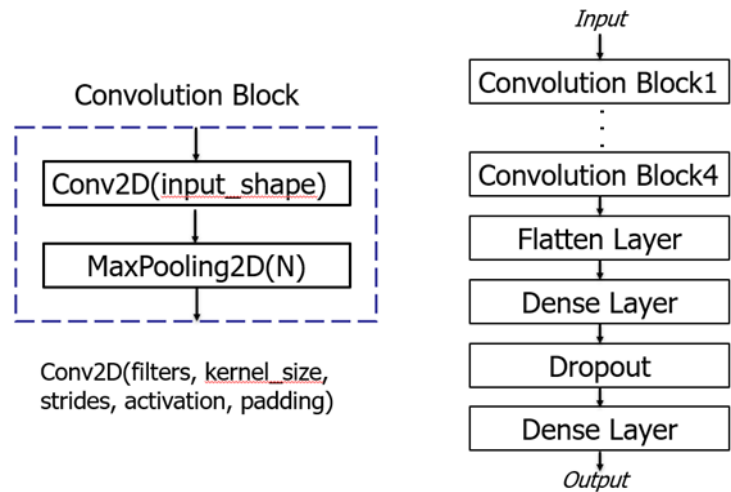 Convolution Block
Conv2D(input_shape)
MaxPooling2D(N)
Conv2D(filters, kernel_size,
strides, activation, padding)
Input
Convolution Block1
Convolution Block4
Flatten Layer
Dense Layer
Dropout
Dense Layer
Output